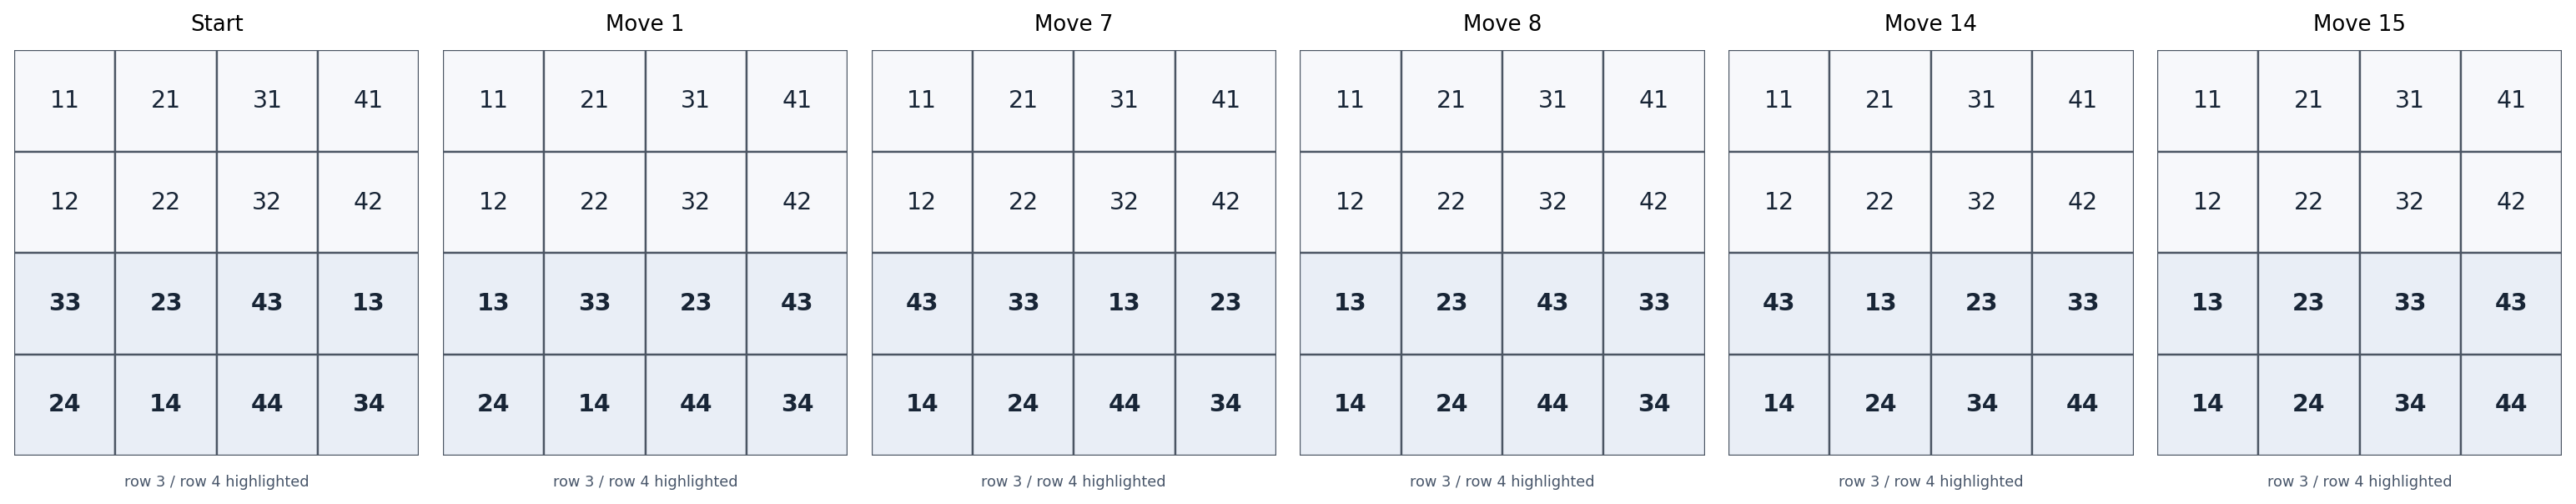 Start
11 21 31 41
12 22 32 42
33 23 43 13
24 14 44 34
row 3 / row 4 highlighted
Move 1
11 21 31 41
12 22 32 42
13 33 23 43
24 14 44 34
row 3 / row 4 highlighted
Move 7
11 21 31 41
12 22 32 42
43 33 13 23
14 24 44 34
row 3 / row 4 highlighted
Move 8
11 21 31 41
12 22 32 42
13 23 43 33
14 24 44 34
row 3 / row 4 highlighted
Move 14
11 21 31 41
12 22 32 42
43 13 23 33
14 24 34 44
row 3 / row 4 highlighted
Move 15
11 21 31 41
12 22 32 42
13 23 33 43
14 24 34 44
row 3 / row 4 highlighted